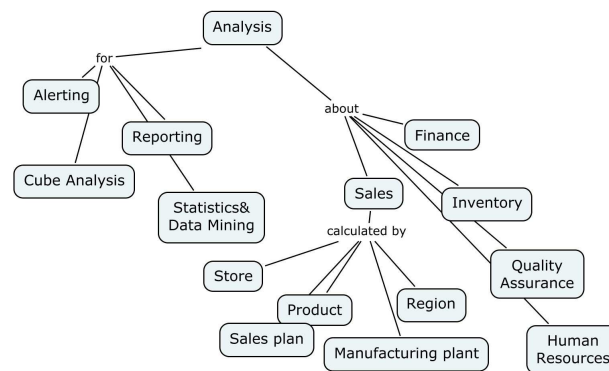 Analysis
for
Alerting
about
Finance
Reporting
Cube Analysis
Sales
Inventory
Statistics&
Data Mining
calculated by
Store
Quality
Assurance
Product
Region
Sales plan
Manufacturing plant
Human
Resources